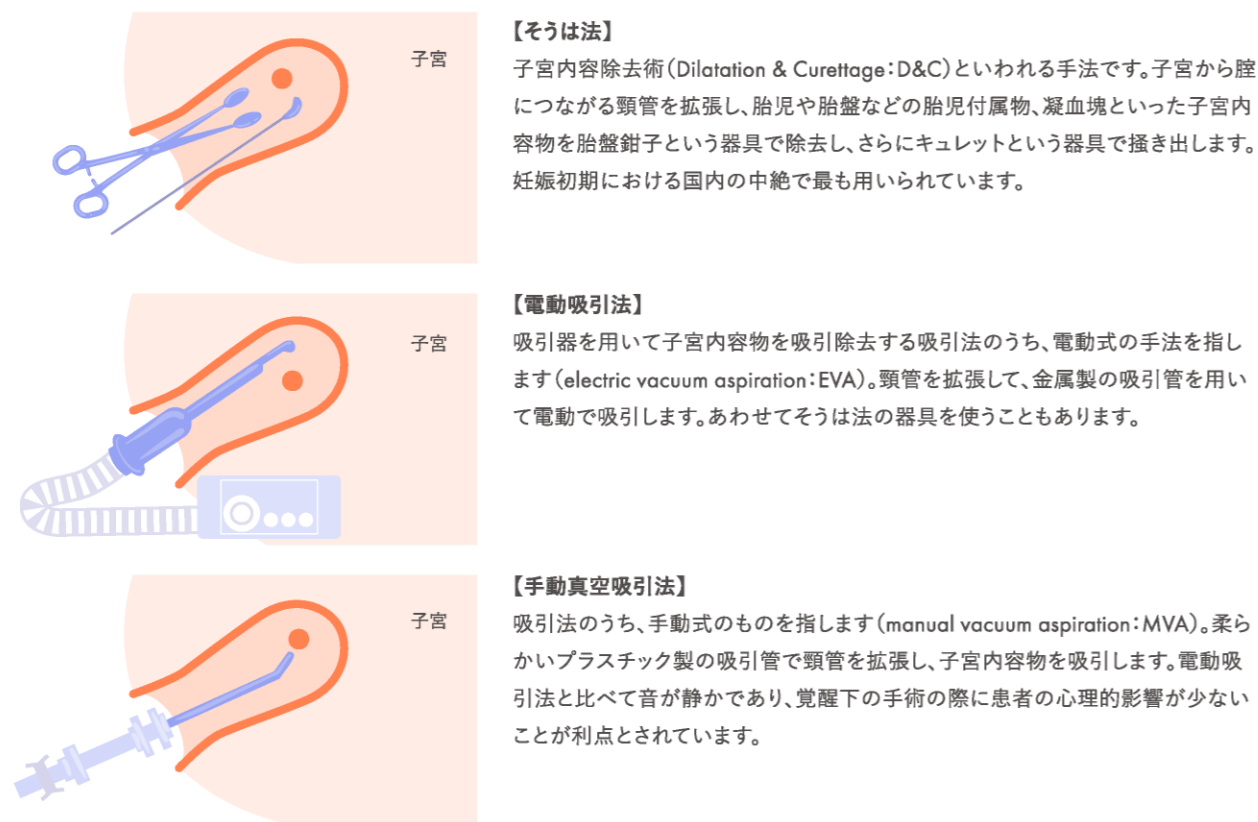 子宮
【そうは法】
子宮内容除去術（Dilatation & Curettage：D&C）といわれる手法です。子宮から腟
につながる頸管を拡張し、胎児や胎盤などの胎児付属物、凝血塊といった子宮内
容物を胎盤鉗子という器具で除去し、さらにキュレットという器具で掻き出します。
妊娠初期における国内の中絶で最も用いられています。
子宮
【電動吸引法】
吸引器を用いて子宮内容物を吸引除去する吸引法のうち、電動式の手法を指し
ます（electric vacuum aspiration：EVA）。頸管を拡張して、金属製の吸引管を用い
て電動で吸引します。あわせてそうは法の器具を使うこともあります。
子宮
【手動真空吸引法】
吸引法のうち、手動式のものを指します（manual vacuum aspiration：MVA）。柔ら
かいプラスチック製の吸引管で頸管を拡張し、子宮内容物を吸引します。電動吸
引法と比べて音が静かであり、覚醒下の手術の際に患者の心理的影響が少ない
ことが利点とされています。